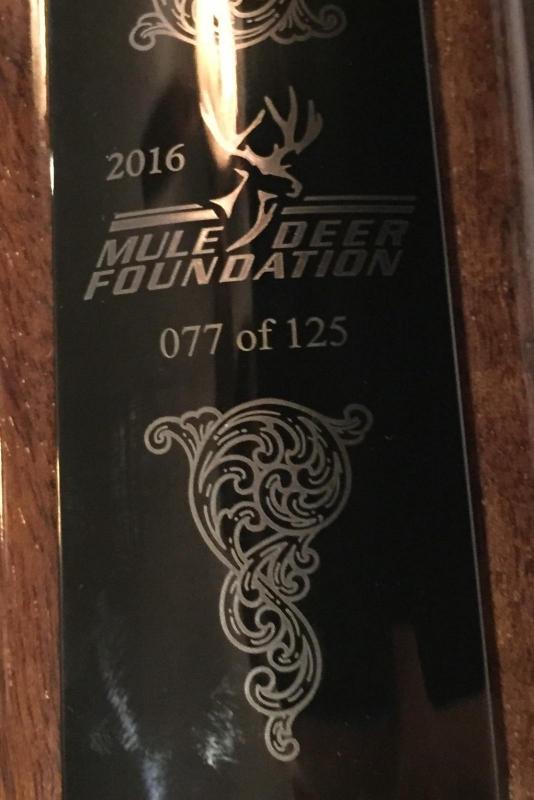 2016
MULE DEER
FOUNDATION
077 of 125